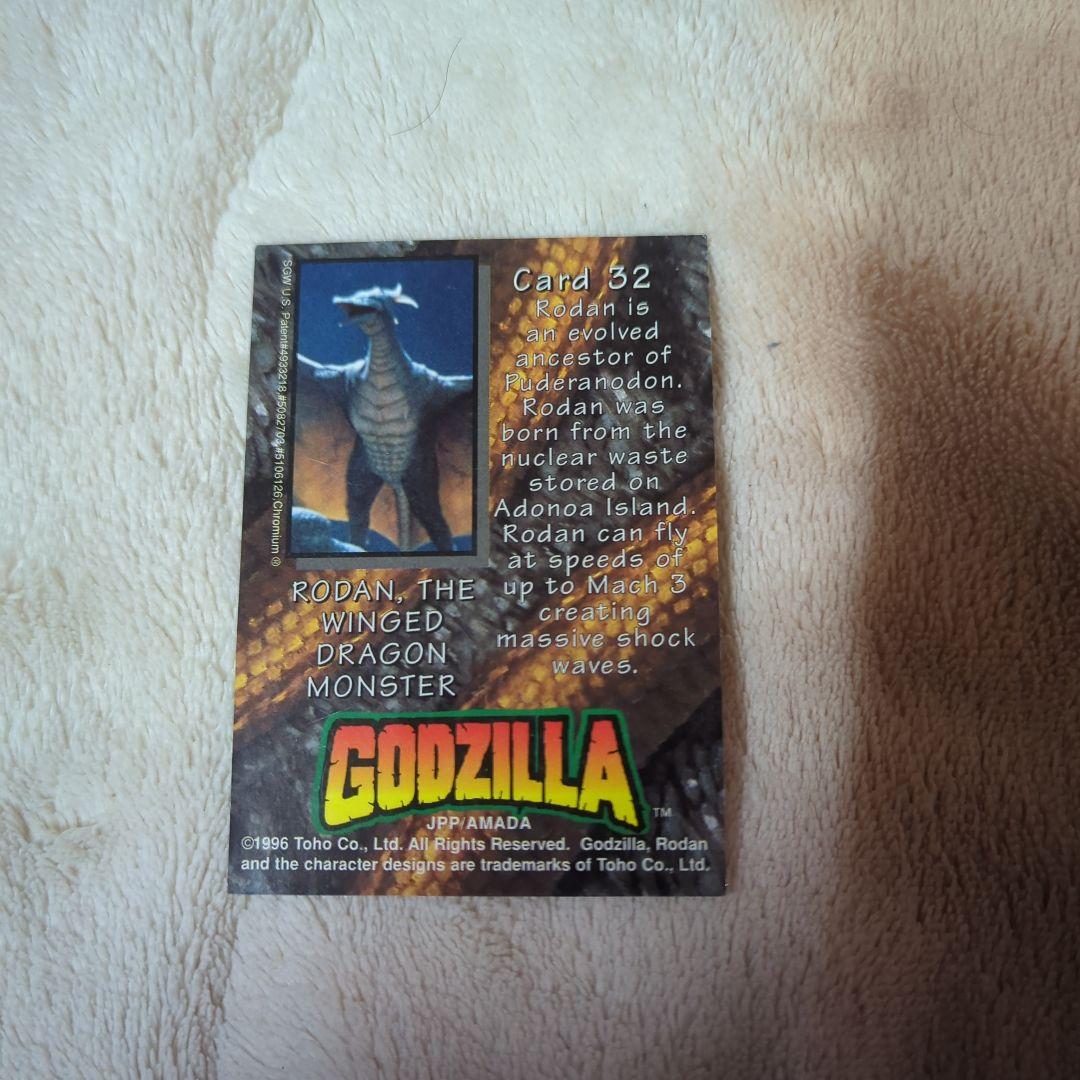 SGW U.S. Patent#4933218,#5082703,#5106126,Chromium ®
Card 32
Rodan is
an evolved
ancestor of
Puderanodon.
Rodan was
born from the
nuclear waste
stored on
Adonoa Island.
Rodan can fly
at speeds of
up to Mach 3
creating
massive shock
waves.
RODAN, THE
WINGED
DRAGON
MONSTER
GODZILLA ™
JPP/AMADA
©1996 Toho Co., Ltd. All Rights Reserved. Godzilla, Rodan
and the character designs are trademarks of Toho Co., Ltd.